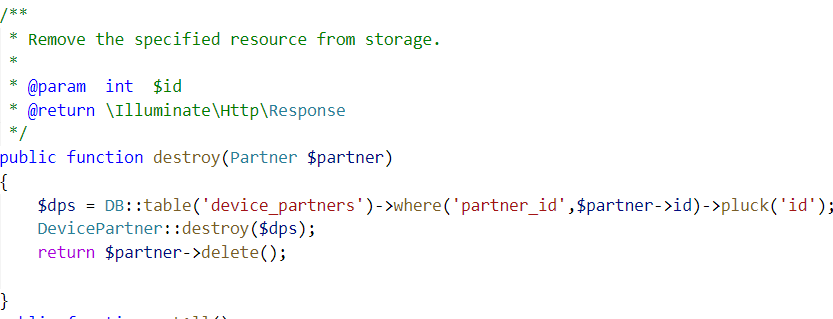 /**
* Remove the specified resource from storage.
*
* @param  int  $id
* @return \Illuminate\Http\Response
*/
public function destroy(Partner $partner)
{
$dps = DB::table('device_partners')->where('partner_id',$partner->id)->pluck('id');
DevicePartner::destroy($dps);
return $partner->delete();
}